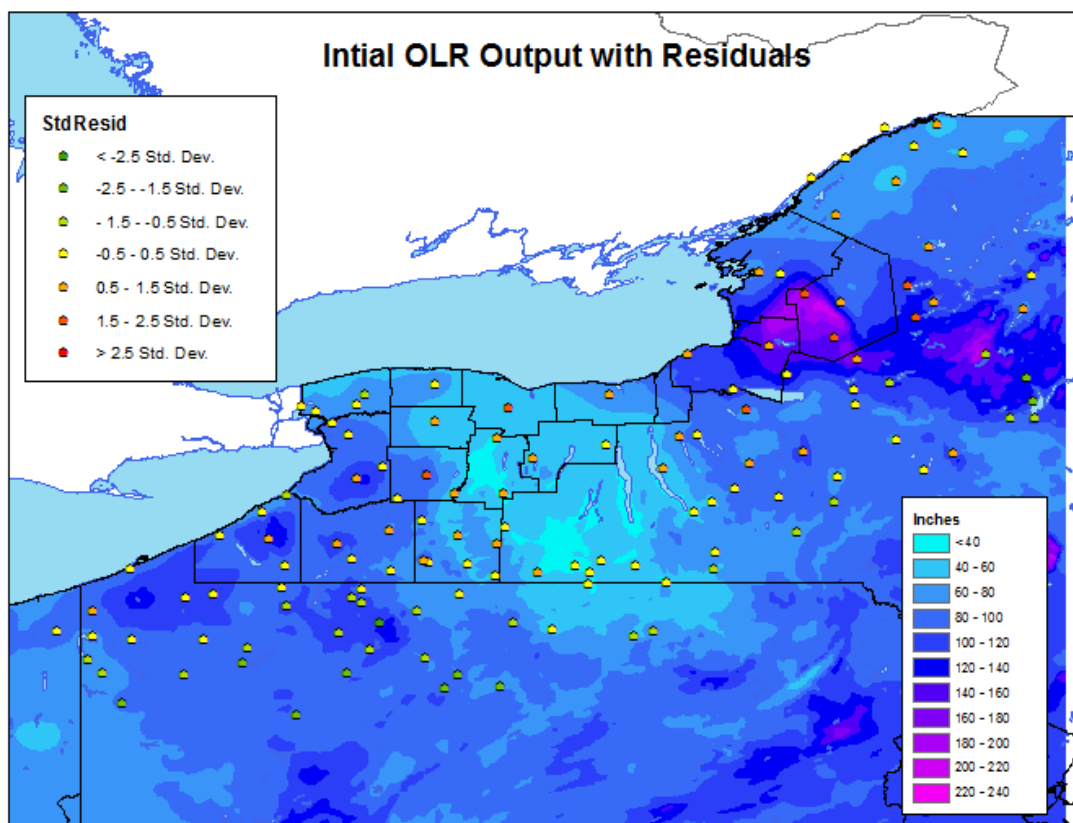 Intial OLR Output with Residuals
StdResid
< -2.5 Std. Dev.
-2.5 - -1.5 Std. Dev.
- 1.5 - -0.5 Std. Dev.
-0.5 - 0.5 Std. Dev.
0.5 - 1.5 Std. Dev.
1.5 - 2.5 Std. Dev.
> 2.5 Std. Dev.
Inches
<40
40 - 60
60 - 80
80 - 100
100 - 120
120 - 140
140 - 160
160 - 180
180 - 200
200 - 220
220 - 240